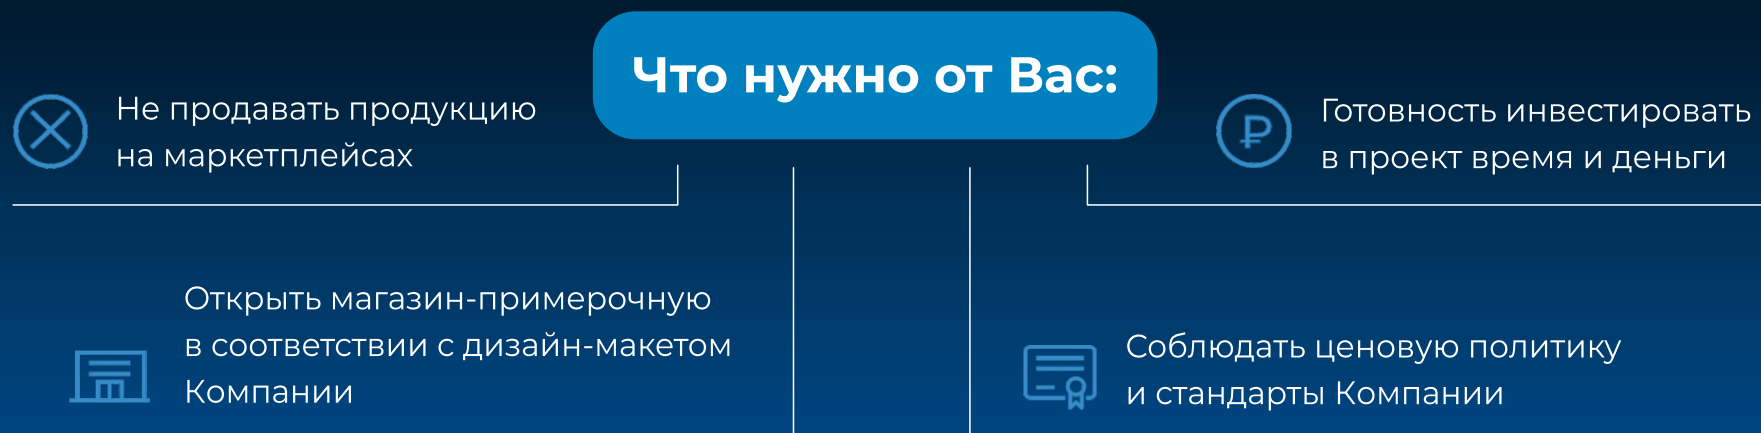 Что нужно от Вас:
Не продавать продукцию
на маркетплейсах
Готовность инвестировать
в проект время и деньги
Открыть магазин-примерочную
в соответствии с дизайн-макетом
Компании
Соблюдать ценовую политику
и стандарты Компании